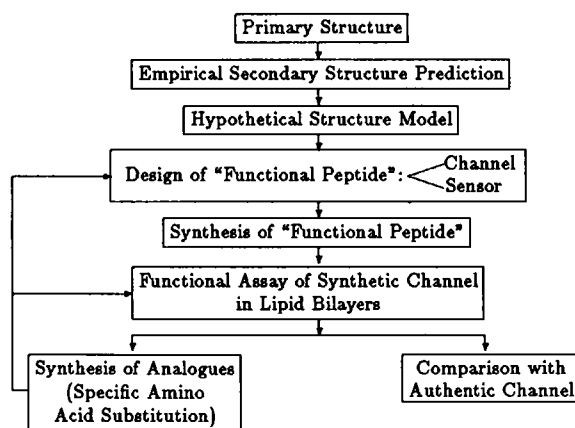 Primary Structure
Empirical Secondary Structure Prediction
Hypothetical Structure Model
Design of "Functional Peptide":
Channel
Sensor
Synthesis of "Functional Peptide"
Functional Assay of Synthetic Channel
in Lipid Bilayers
Synthesis of Analogues
(Specific Amino
Acid Substitution)
Comparison with
Authentic Channel